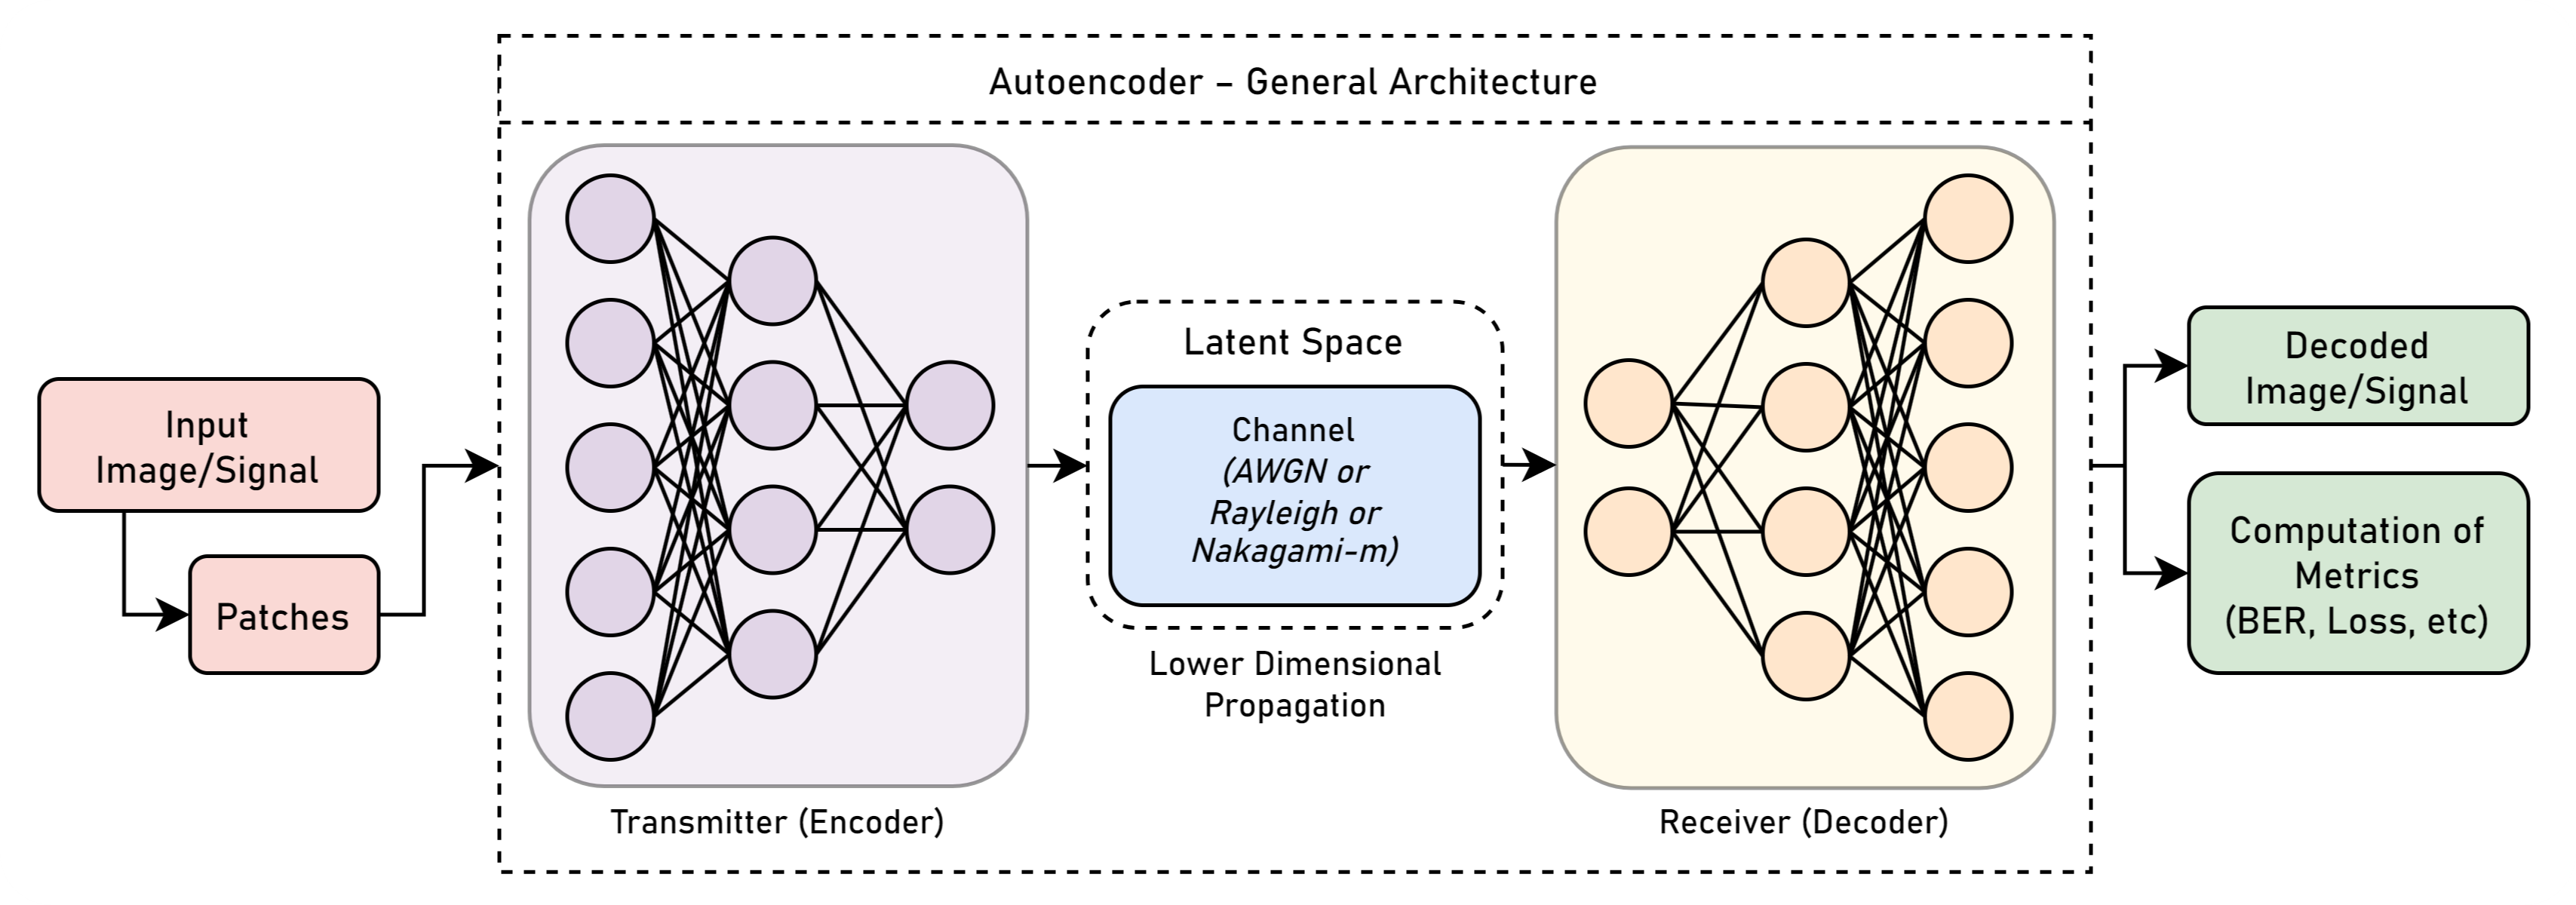 Autoencoder – General Architecture
Input
Image/Signal
Patches
Transmitter (Encoder)
Latent Space
Channel
(AWGN or
Rayleigh or
Nakagami-m)
Lower Dimensional
Propagation
Receiver (Decoder)
Decoded
Image/Signal
Computation of
Metrics
(BER, Loss, etc)